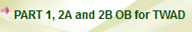 PART 1, 2A and 2B OB for TWAD